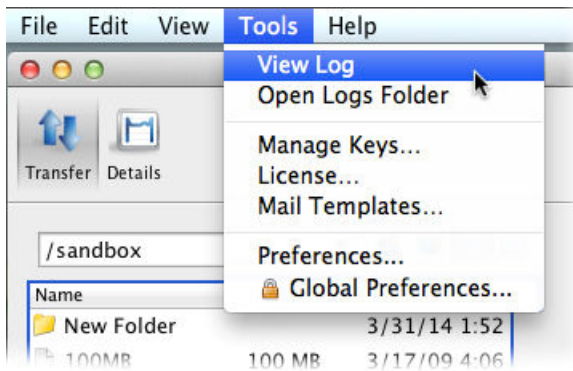 File Edit View Tools Help
View Log
Open Logs Folder
Manage Keys...
License...
Mail Templates...
Preferences...
Global Preferences...
Transfer Details
/sandbox
Name
New Folder 3/31/14 1:52
100MB 100 MB 3/17/09 4:06